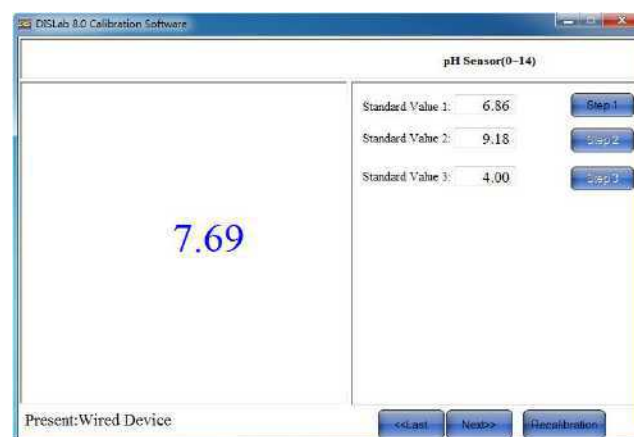 DISLab 8.0 Calibration Software
pH Sensor(0~14)
Standard Value 1: 6.86 Step 1
Standard Value 2: 9.18 Step 2
Standard Value 3: 4.00 Step 3
7.69
Present:Wired Device
<<Last Next>> Recalibration